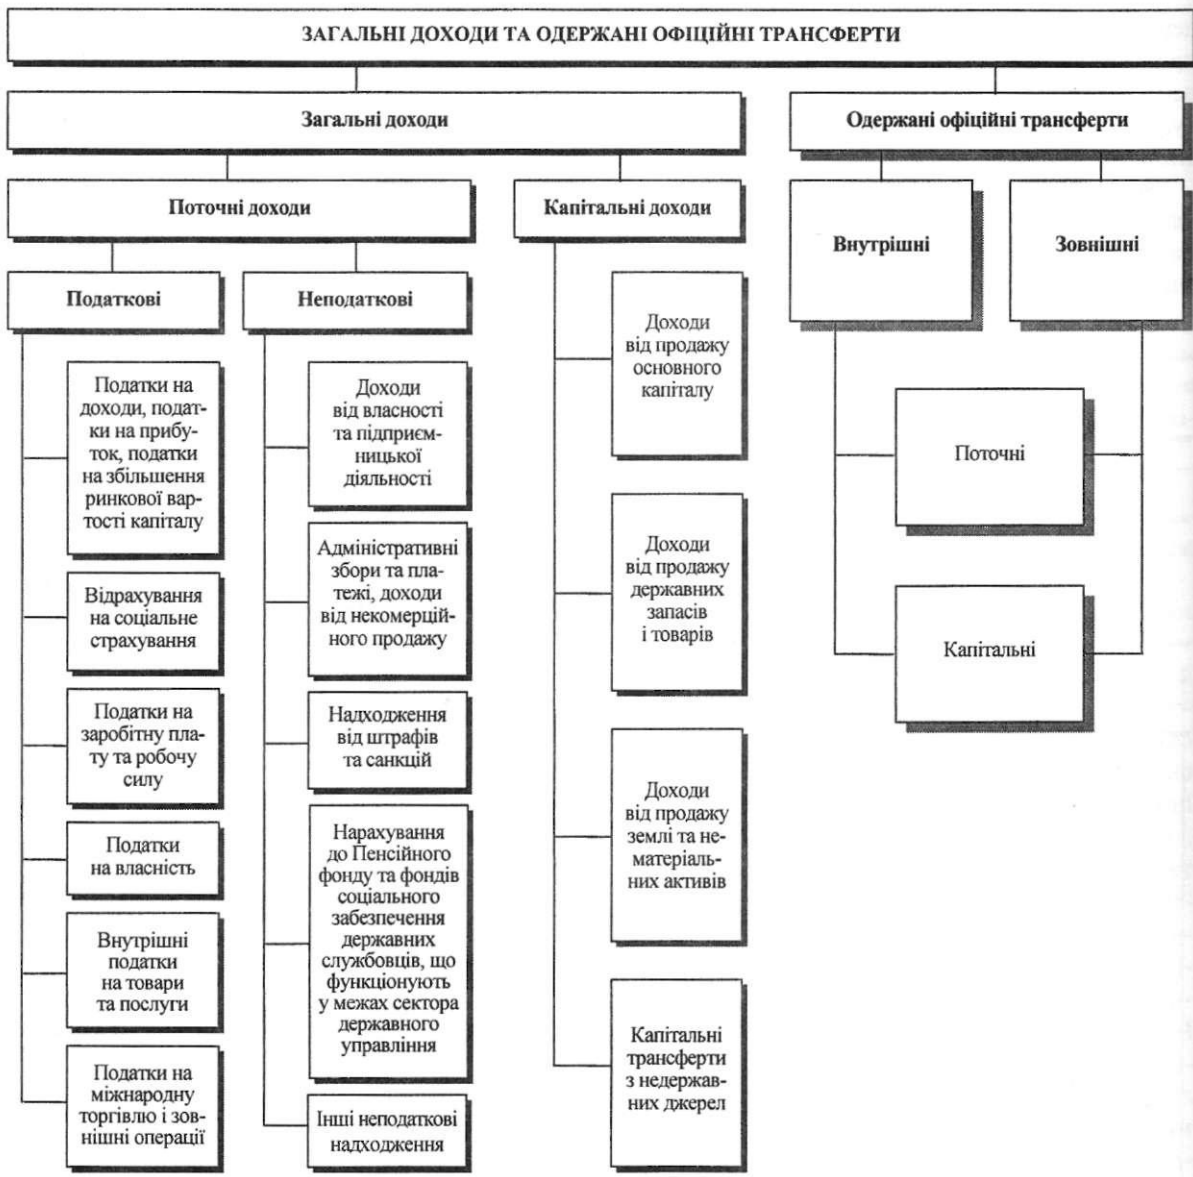 ЗАГАЛЬНІ ДОХОДИ ТА ОДЕРЖАНІ ОФІЦІЙНІ ТРАНСФЕРТИ
Загальні доходи
Одержані офіційні трансферти
Поточні доходи
Капітальні доходи
Внутрішні
Зовнішні
Податкові
Неподаткові
Податки на
доходи, подат-
ки на прибу-
ток, податки
на збільшення
ринкової вар-
тості капіталу
Відрахування
на соціальне
страхування
Податки на
заробітну пла-
ту та робочу
силу
Податки
на власність
Внутрішні
податки
на товари
та послуги
Податки на
міжнародну
торгівлю і зов-
нішні операції
Доходи
від власності
та підприєм-
ницької
діяльності
Адміністративні
збори та пла-
тежі, доходи
від некомерцій-
ного продажу
Надходження
від штрафів
та санкцій
Нарахування
до Пенсійного
фонду та фондів
соціального
забезпечення
державних
службовців, що
функціонують
у межах сектора
державного
управління
Інші неподаткові
надходження
Доходи
від продажу
основного
капіталу
Доходи
від продажу
державних
запасів
і товарів
Доходи
від продажу
землі та не-
матеріаль-
них активів
Капітальні
трансферти
з недержав-
них джерел
Поточні
Капітальні